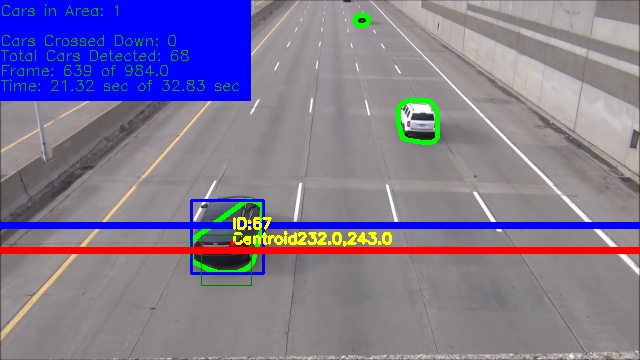 Cars in Area: 1
Cars Crossed Down: 0
Total Cars Detected: 68
Frame: 639 of 984.0
Time: 21.32 sec of 32.83 sec
ID:67
Centroid232.0,243.0